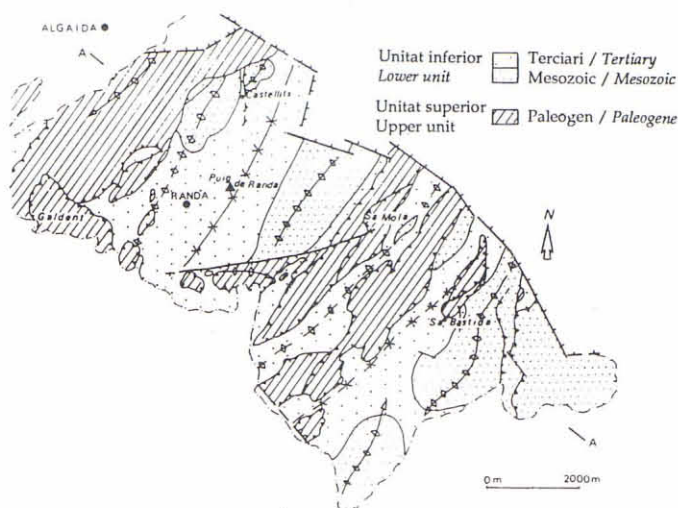 ALGAIDA
A
Unitat inferior
Lower unit
Terciari / Tertiary
Mesozoic / Mesozoic
Unitat superior
Upper unit
Paleogen / Paleogene
Castellits
Puig de Randa
RANDA
Galdent
Sa Mola
N
Sa Bastida
A
0 m 2000 m